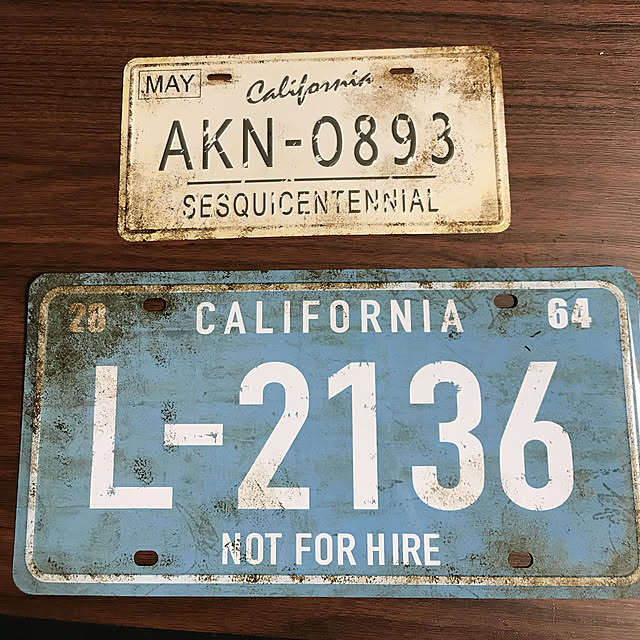 MAY
California
AKN-0893
SESQUICENTENNIAL
28 CALIFORNIA 64
L-2136
NOT FOR HIRE